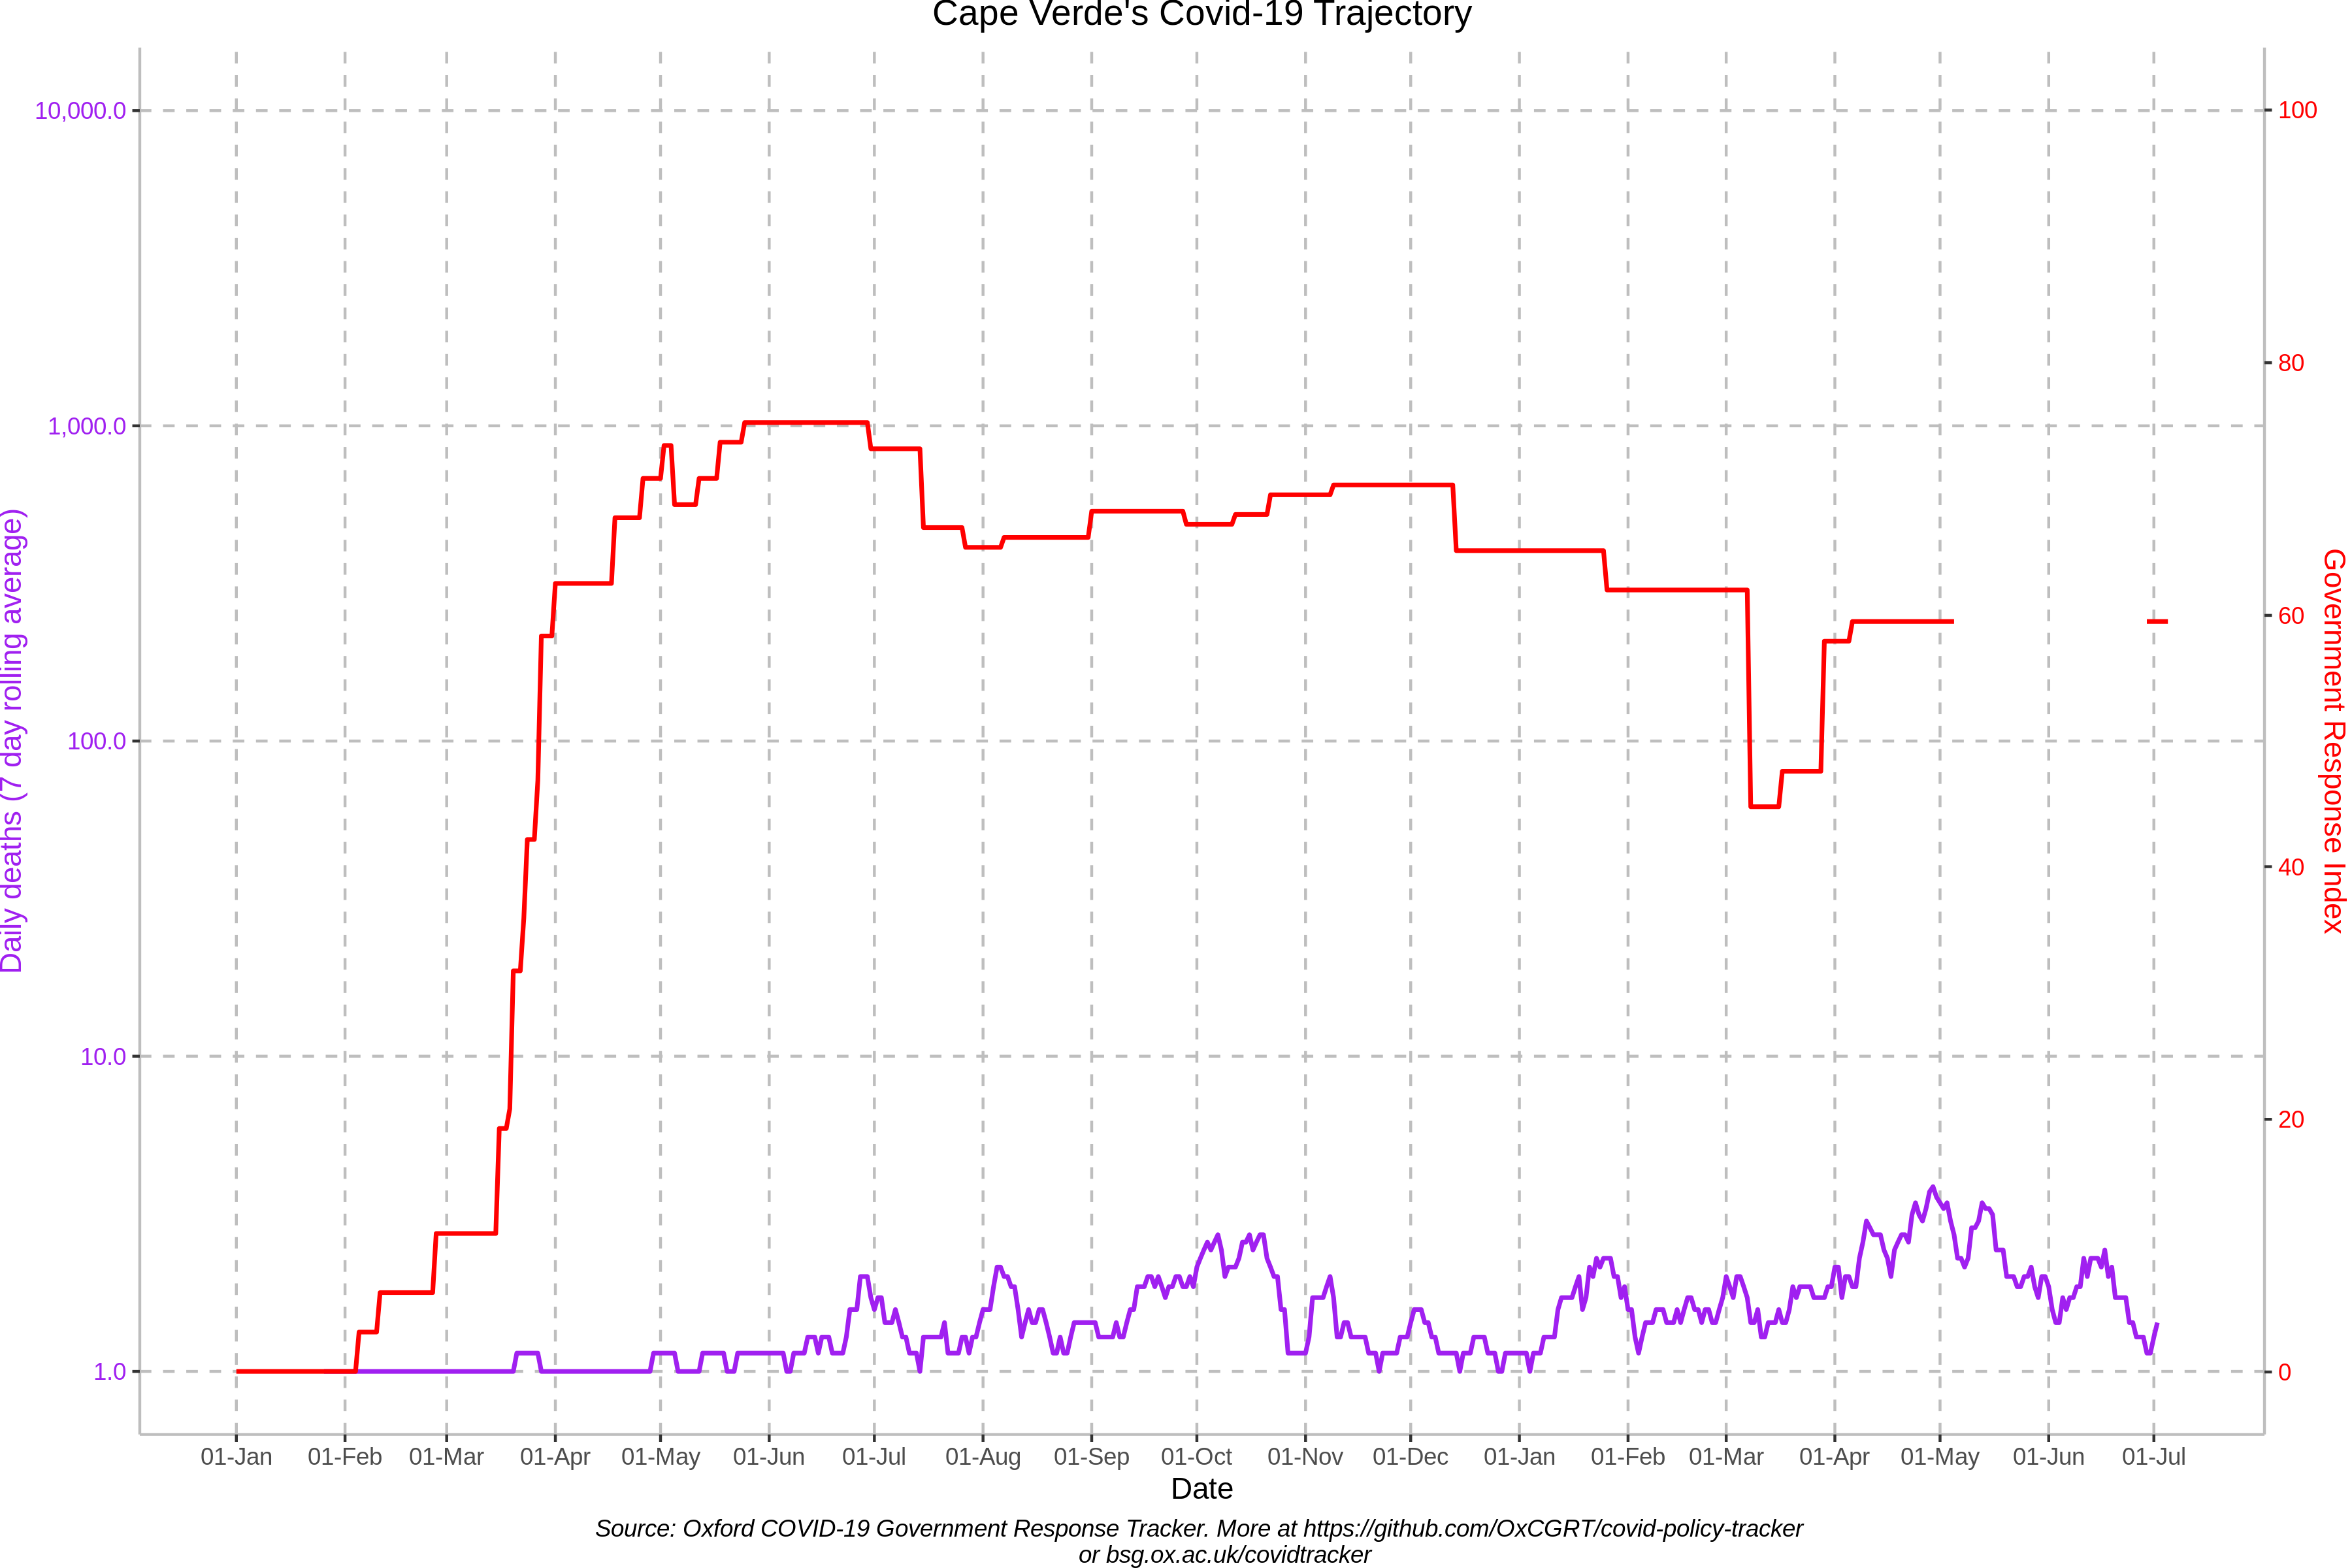 Cape Verde's Covid-19 Trajectory
10,000.0
1,000.0
100.0
10.0
1.0
Daily deaths (7 day rolling average)
100
80
60
40
20
0
Government Response Index
01-Jan 01-Feb 01-Mar 01-Apr 01-May 01-Jun 01-Jul 01-Aug 01-Sep 01-Oct 01-Nov 01-Dec 01-Jan 01-Feb 01-Mar 01-Apr 01-May 01-Jun 01-Jul
Date
Source: Oxford COVID-19 Government Response Tracker. More at https://github.com/OxCGRT/covid-policy-tracker
or bsg.ox.ac.uk/covidtracker